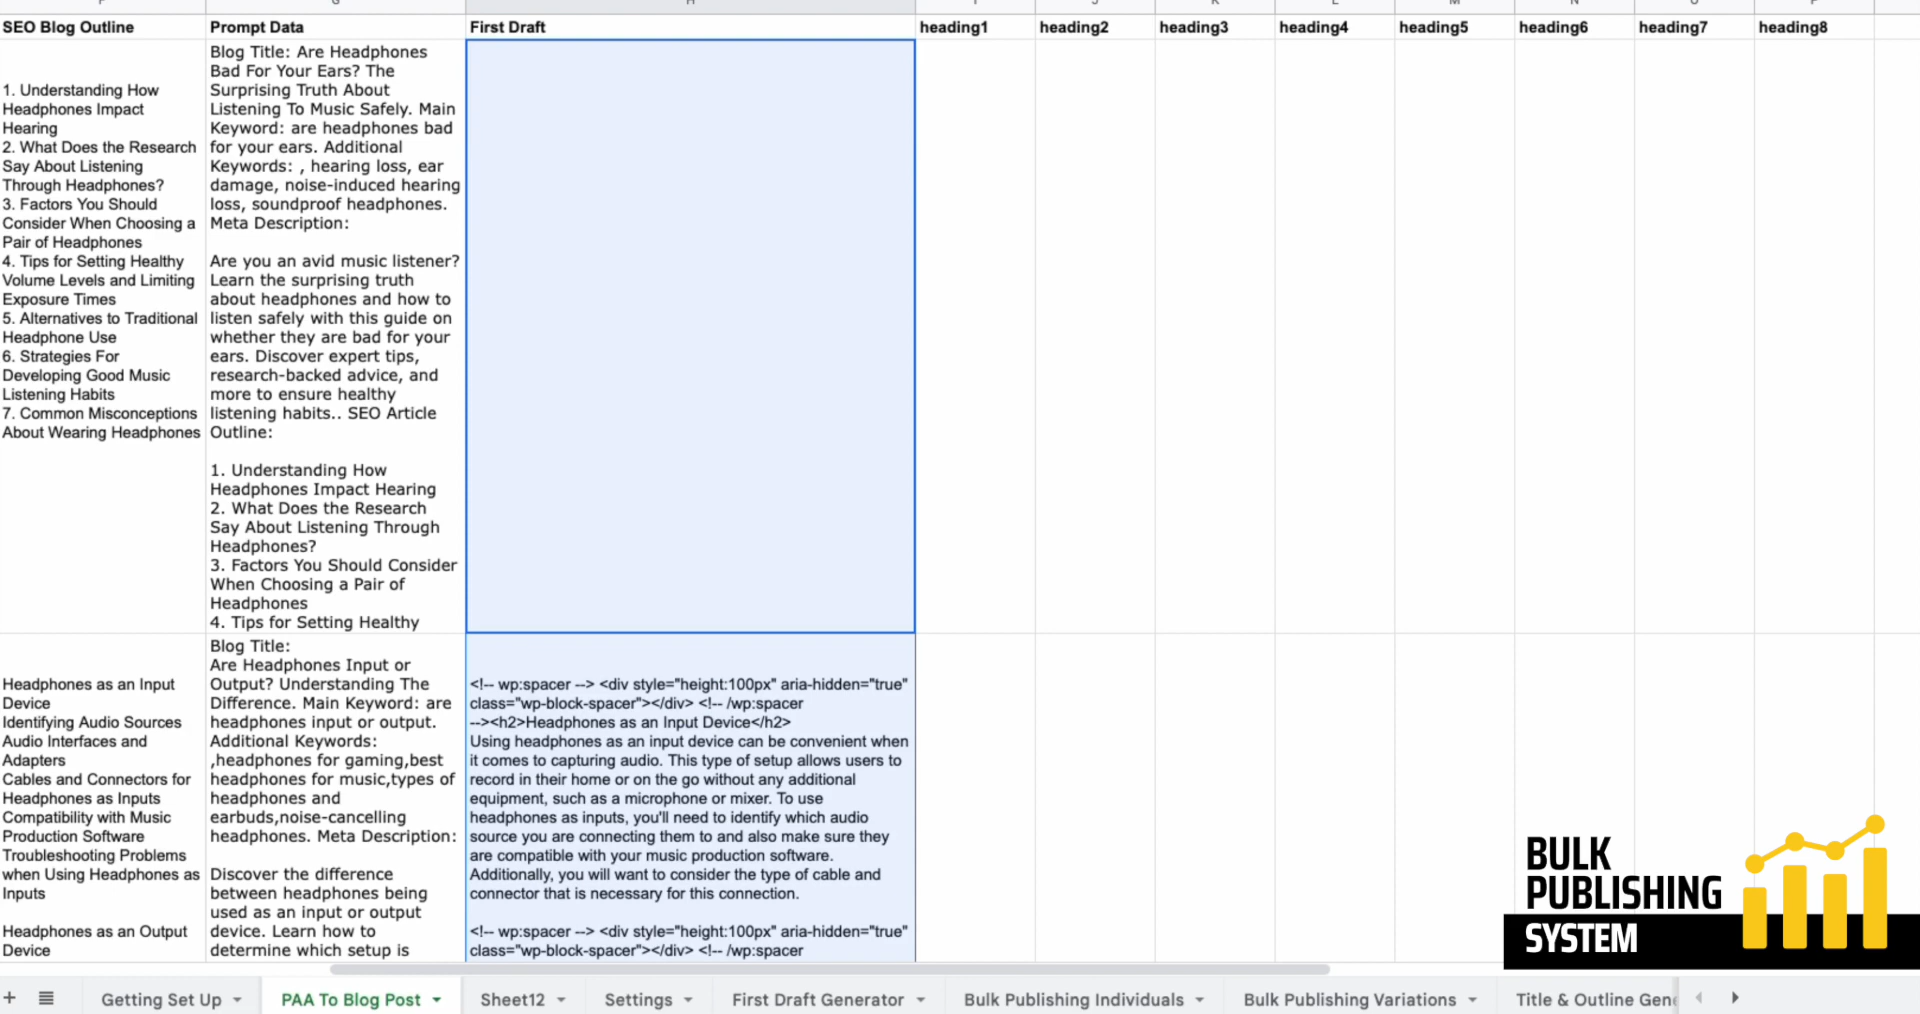 SEO Blog Outline
Prompt Data
First Draft
heading1
heading2
heading3
heading4
heading5
heading6
heading7
heading8
1. Understanding How
Headphones Impact
Hearing
2. What Does the Research
Say About Listening
Through Headphones?
3. Factors You Should
Consider When Choosing a
Pair of Headphones
4. Tips for Setting Healthy
Volume Levels and Limiting
Exposure Times
5. Alternatives to Traditional
Headphone Use
6. Strategies For
Developing Good Music
Listening Habits
7. Common Misconceptions
About Wearing Headphones
Blog Title: Are Headphones
Bad For Your Ears? The
Surprising Truth About
Listening To Music Safely. Main
Keyword: are headphones bad
for your ears. Additional
Keywords: , hearing loss, ear
damage, noise-induced hearing
loss, soundproof headphones.
Meta Description:
Are you an avid music listener?
Learn the surprising truth
about headphones and how to
listen safely with this guide on
whether they are bad for your
ears. Discover expert tips,
research-backed advice, and
more to ensure healthy
listening habits.. SEO Article
Outline:
1. Understanding How
Headphones Impact Hearing
2. What Does the Research
Say About Listening Through
Headphones?
3. Factors You Should Consider
When Choosing a Pair of
Headphones
4. Tips for Setting Healthy
Headphones as an Input
Device
Identifying Audio Sources
Audio Interfaces and
Adapters
Cables and Connectors for
Headphones as Inputs
Compatibility with Music
Production Software
Troubleshooting Problems
when Using Headphones as
Inputs
Headphones as an Output
Device
Blog Title:
Are Headphones Input or
Output? Understanding The
Difference. Main Keyword: are
headphones input or output.
Additional Keywords:
,headphones for gaming,best
headphones for music,types of
headphones and
earbuds,noise-cancelling
headphones. Meta Description:
Discover the difference
between headphones being
used as an input or output
device. Learn how to
determine which setup is
<!-- wp:spacer --> <div style="height:100px" aria-hidden="true"
class="wp-block-spacer"></div> <!-- /wp:spacer
--><h2>Headphones as an Input Device</h2>
Using headphones as an input device can be convenient when
it comes to capturing audio. This type of setup allows users to
record in their home or on the go without any additional
equipment, such as a microphone or mixer. To use
headphones as inputs, you'll need to identify which audio
source you are connecting them to and also make sure they
are compatible with your music production software.
Additionally, you will want to consider the type of cable and
connector that is necessary for this connection.
<!-- wp:spacer --> <div style="height:100px" aria-hidden="true"
class="wp-block-spacer"></div> <!-- /wp:spacer
BULK
PUBLISHING
SYSTEM
Getting Set Up
PAA To Blog Post
Sheet12
Settings
First Draft Generator
Bulk Publishing Individuals
Bulk Publishing Variations
Title & Outline Gen